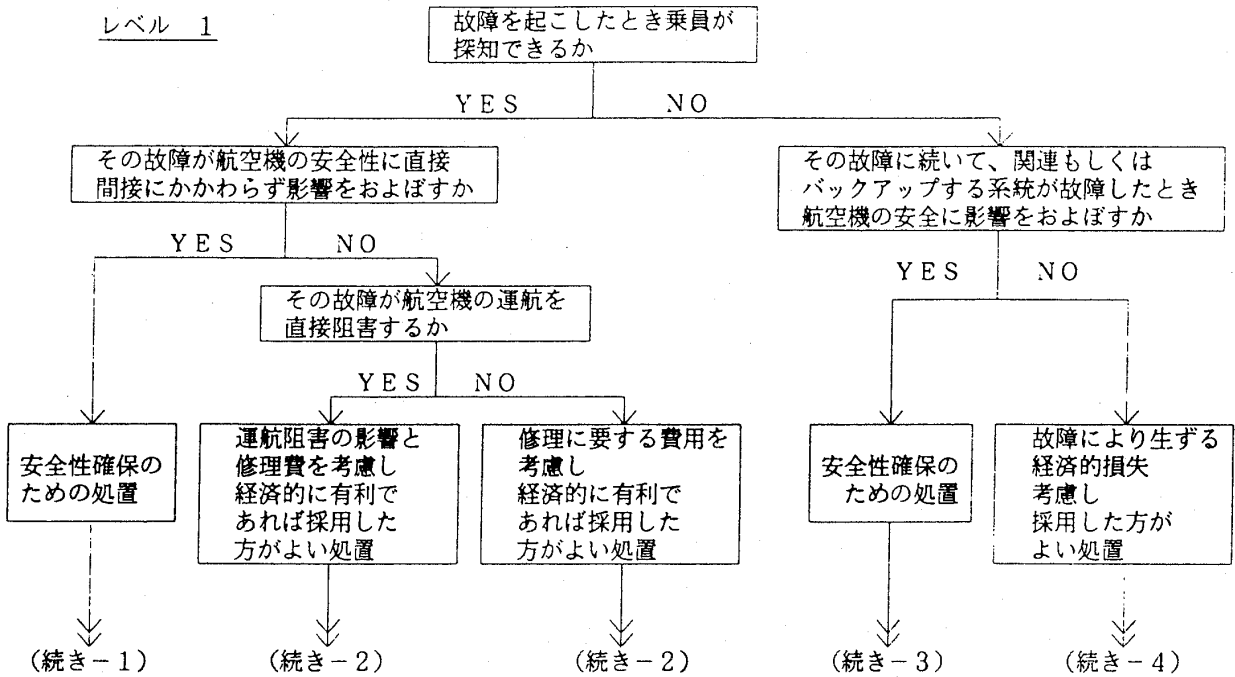 レベル 1
故障を起こしたとき乗員が
探知できるか
YES NO
その故障が航空機の安全性に直接
間接にかかわらず影響をおよぼすか
その故障に続いて、関連もしくは
バックアップする系統が故障したとき
航空機の安全に影響をおよぼすか
YES NO
YES NO
その故障が航空機の運航を
直接阻害するか
YES NO
安全性確保の
ための処置
運航阻害の影響と
修理費を考慮し
経済的に有利で
あれば採用した
方がよい処置
修理に要する費用を
考慮し
経済的に有利で
あれば採用した
方がよい処置
安全性確保の
ための処置
故障により生ずる
経済的損失
考慮し
採用した方が
よい処置
(続き-1)
(続き-2)
(続き-2)
(続き-3)
(続き-4)